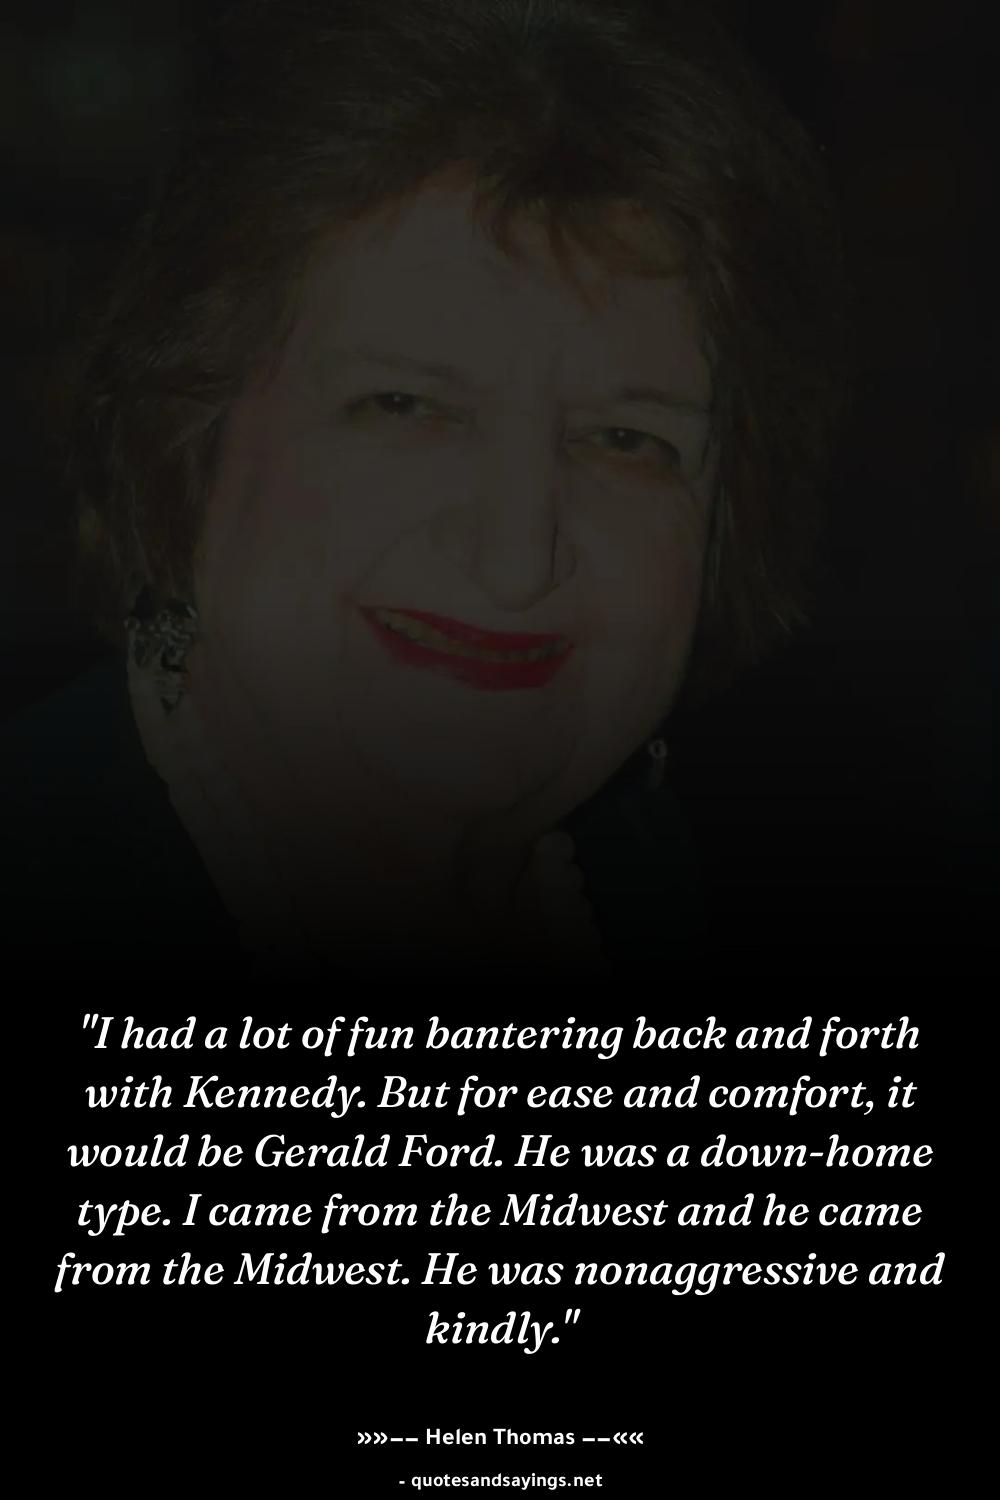 "I had a lot of fun bantering back and forth
with Kennedy. But for ease and comfort, it
would be Gerald Ford. He was a down-home
type. I came from the Midwest and he came
from the Midwest. He was nonaggressive and
kindly."
»»−− Helen Thomas −−««
- quotesandsayings.net